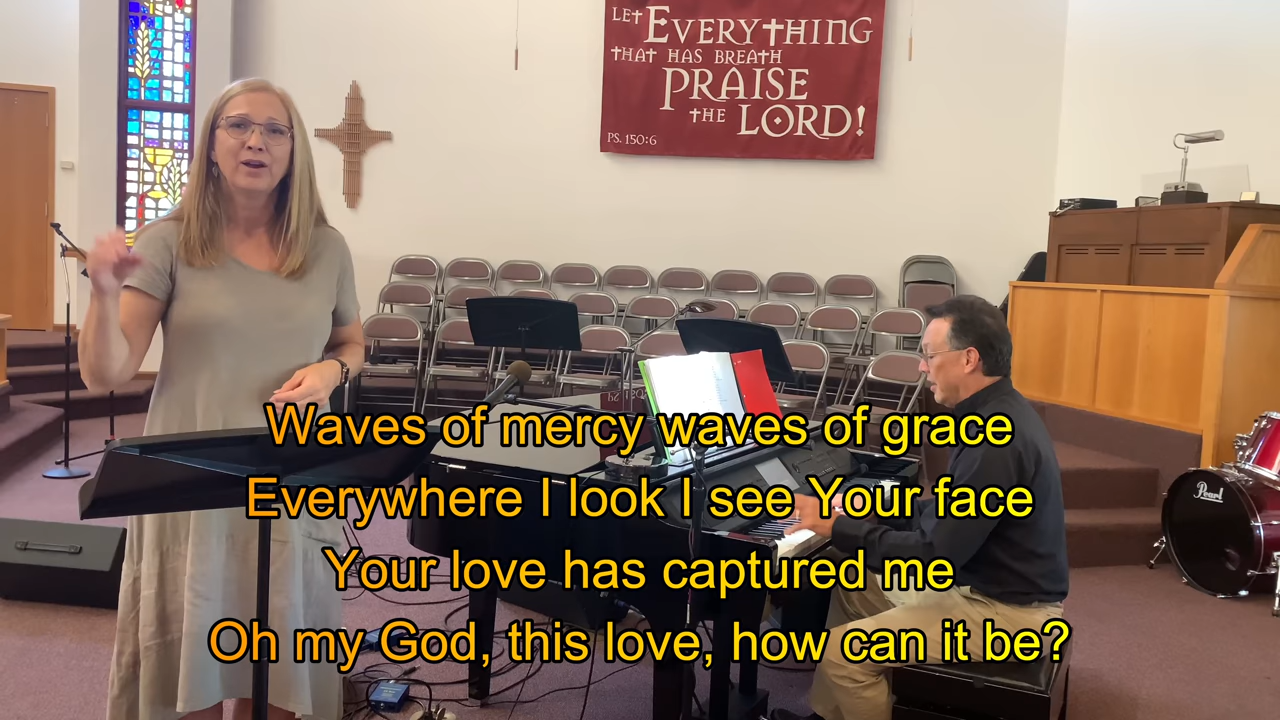 LET EVERYTHING
THAT HAS BREATH
PRAISE
THE LORD!
PS. 150:6
Waves of mercy waves of grace
Everywhere I look I see Your face
Your love has captured me
Oh my God, this love, how can it be?
Pearl